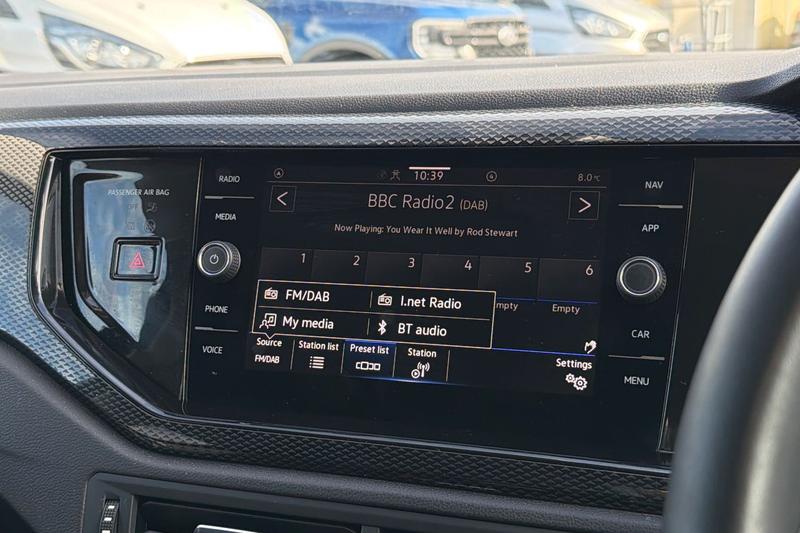 PASSENGER AIR BAG
OFF
RADIO
MEDIA
PHONE
VOICE
10:39
8.0°C
BBC Radio2 (DAB)
Now Playing: You Wear It Well by Rod Stewart
1 2 3 4 5 6
Empty
FM/DAB
I.net Radio
My media
BT audio
Source
FM/DAB
Station list
Preset list
Station
Settings
NAV
APP
CAR
MENU